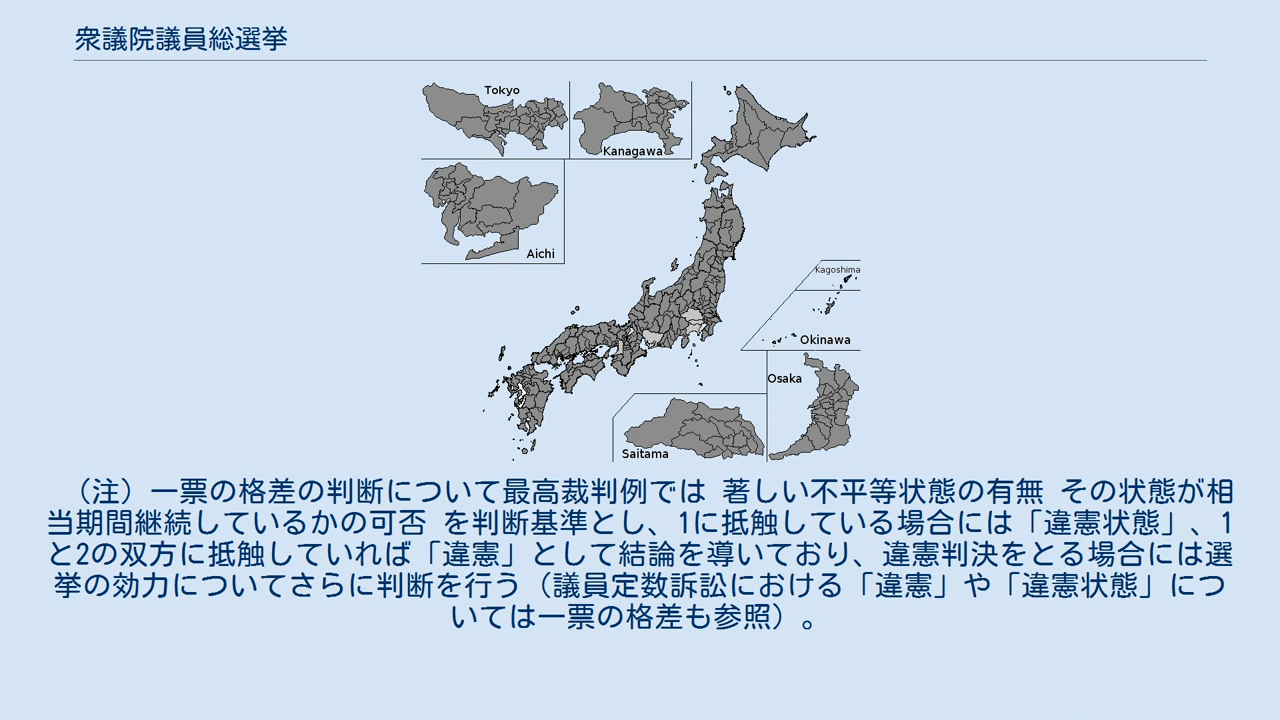 衆議院議員総選挙
Tokyo
Kanagawa
Aichi
Kagoshima
Okinawa
Osaka
Saitama
（注）一票の格差の判断について最高裁判例では 著しい不平等状態の有無 その状態が相
当期間継続しているかの可否 を判断基準とし、1に抵触している場合には「違憲状態」、1
と2の双方に抵触していれば「違憲」として結論を導いており、違憲判決をとる場合には選
挙の効力についてさらに判断を行う（議員定数訴訟における「違憲」や「違憲状態」につ
いては一票の格差も参照）。